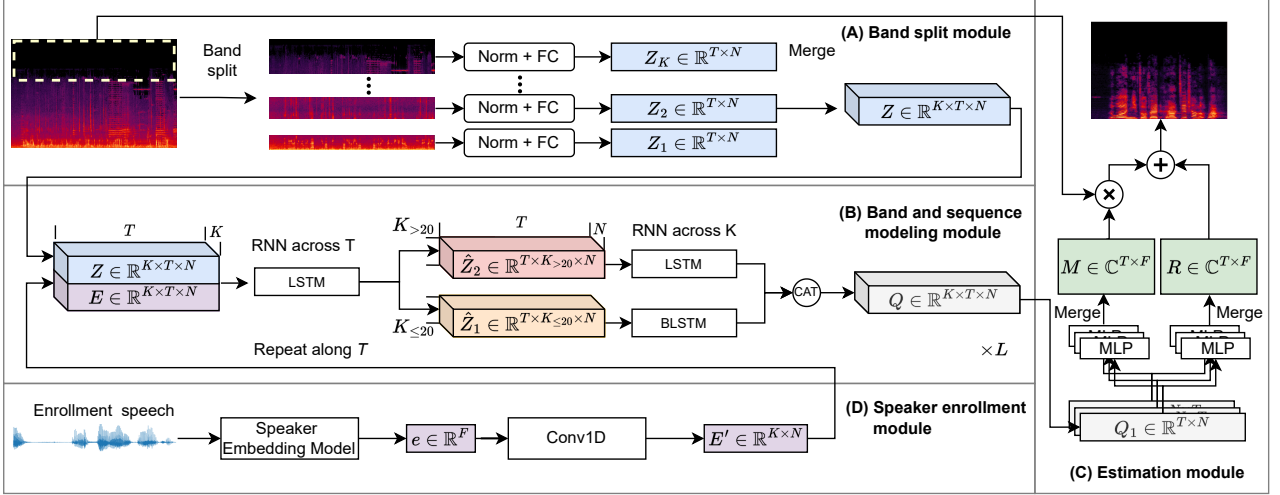 (A) Band split module
Band
split
Norm + FC
Z_K ∈ ℝ^{T×N}
Merge
Norm + FC
Z_2 ∈ ℝ^{T×N}
Z ∈ ℝ^{K×T×N}
Norm + FC
Z_1 ∈ ℝ^{T×N}
(B) Band and sequence
modeling module
T
K
Z ∈ ℝ^{K×T×N}
E ∈ ℝ^{K×T×N}
RNN across T
LSTM
K_{>20}
T
N
Ẑ_2 ∈ ℝ^{T×K_{>20}×N}
K_{≤20}
Ẑ_1 ∈ ℝ^{T×K_{≤20}×N}
RNN across K
LSTM
BLSTM
CAT
Q ∈ ℝ^{K×T×N}
×L
Repeat along T
(D) Speaker enrollment
module
Enrollment speech
Speaker
Embedding Model
e ∈ ℝ^F
Conv1D
E′ ∈ ℝ^{K×N}
×
+
M ∈ ℂ^{T×F}
R ∈ ℂ^{T×F}
Merge
Merge
MLP
MLP
Q_1 ∈ ℝ^{T×N}
(C) Estimation module